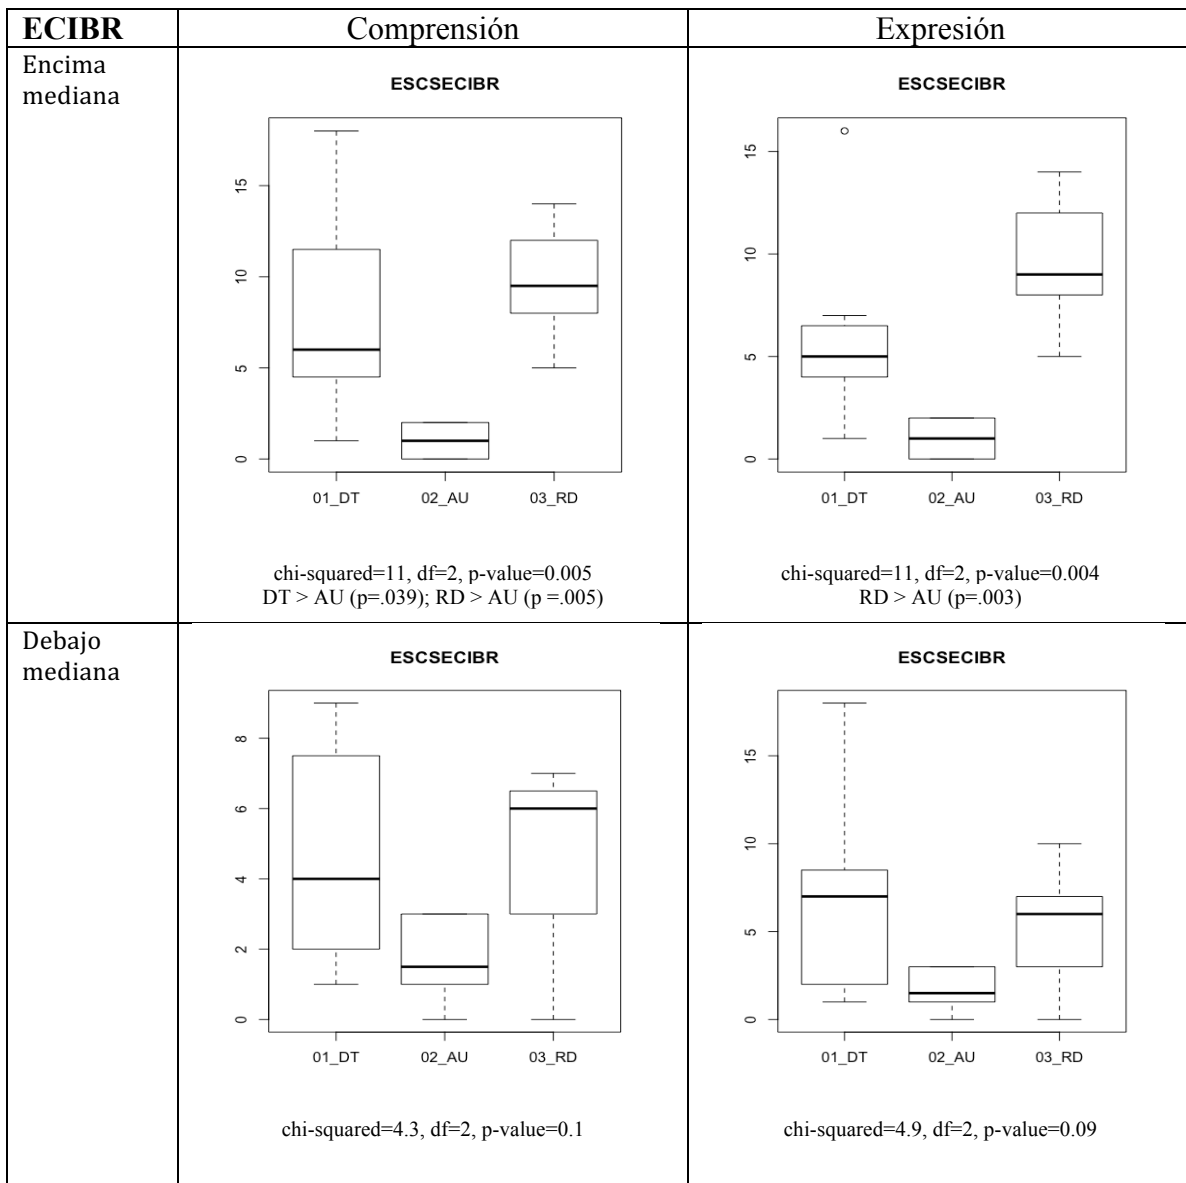 ECIBR Comprensión Expresión
Encima
mediana
ESCSECIBR
15
10
5
0
01_DT 02_AU 03_RD
chi-squared=11, df=2, p-value=0.005
DT > AU (p=.039); RD > AU (p =.005)
ESCSECIBR
15
10
5
0
01_DT 02_AU 03_RD
chi-squared=11, df=2, p-value=0.004
RD > AU (p=.003)
Debajo
mediana
ESCSECIBR
8
6
4
2
0
01_DT 02_AU 03_RD
chi-squared=4.3, df=2, p-value=0.1
ESCSECIBR
15
10
5
0
01_DT 02_AU 03_RD
chi-squared=4.9, df=2, p-value=0.09